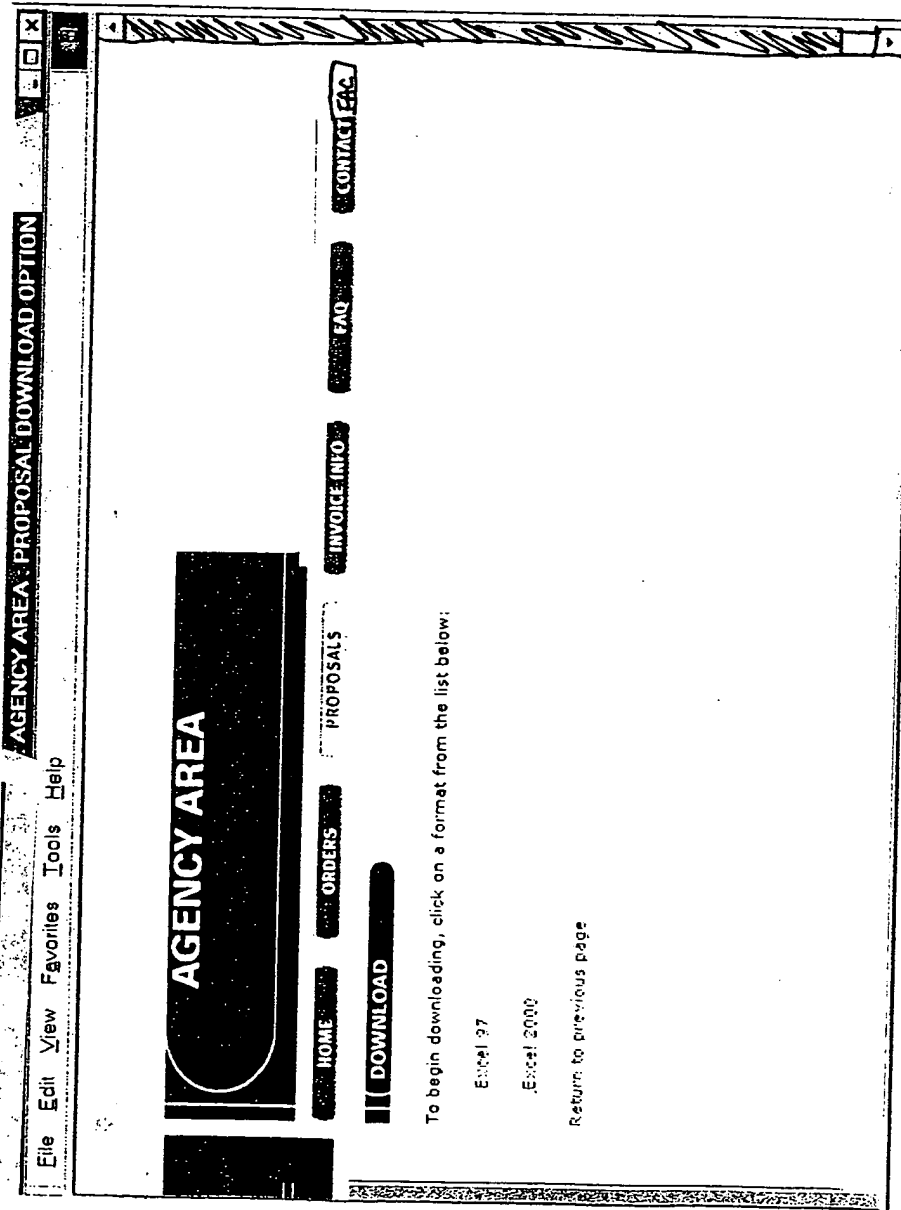 AGENCY AREA : PROPOSAL DOWNLOAD OPTION
File Edit View Favorites Tools Help
AGENCY AREA
HOME ORDERS PROPOSALS INVOICE INFO FAQ CONTACT FAC.
DOWNLOAD
To begin downloading, click on a format from the list below:
Excel 97
Excel 2000
Return to previous page